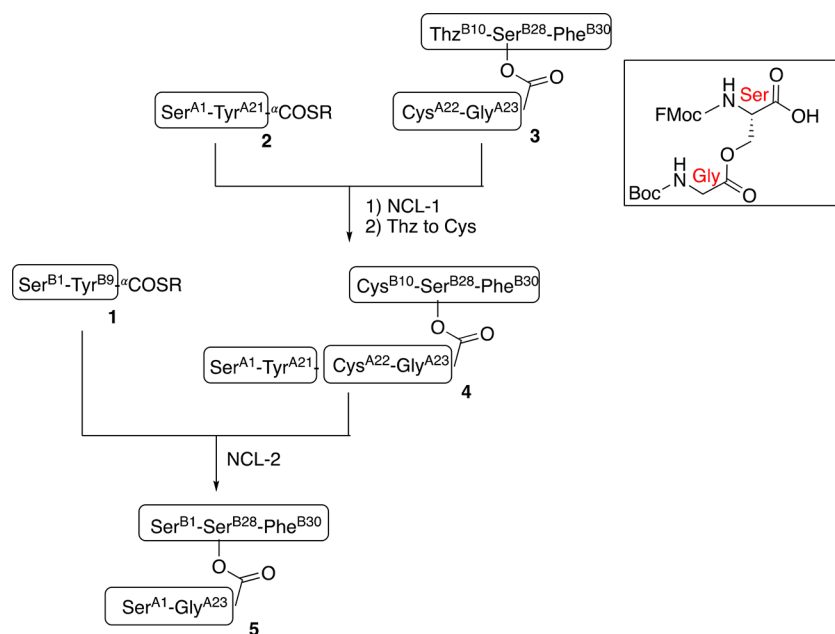 Thz^B10-Ser^B28-Phe^B30
O
O
Ser^A1-Tyr^A21-^αCOSR
2
Cys^A22-Gly^A23
3
1) NCL-1
2) Thz to Cys
H
N
Ser
O
FMoc
OH
O
H
N
Gly
Boc
O
Ser^B1-Tyr^B9-^αCOSR
1
Cys^B10-Ser^B28-Phe^B30
O
O
Ser^A1-Tyr^A21-
Cys^A22-Gly^A23
4
NCL-2
Ser^B1-Ser^B28-Phe^B30
O
O
Ser^A1-Gly^A23
5